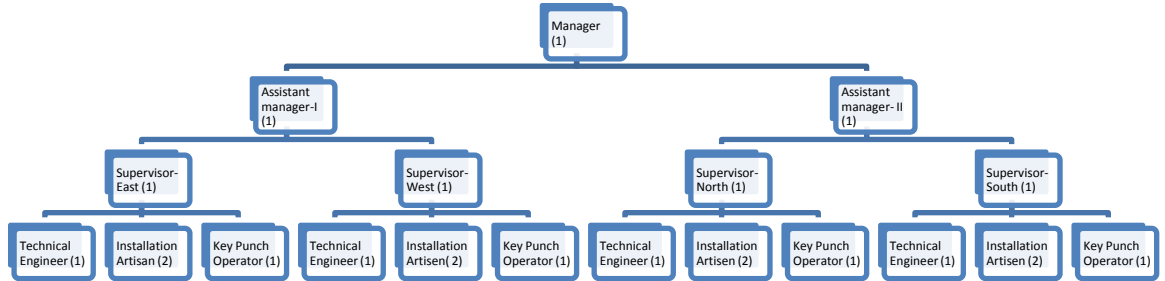 Manager
(1)
Assistant
manager-I
(1)
Assistant
manager- II
(1)
Supervisor-
East (1)
Supervisor-
West (1)
Supervisor-
North (1)
Supervisor-
South (1)
Technical
Engineer (1)
Installation
Artisan (2)
Key Punch
Operator (1)
Technical
Engineer (1)
Installation
Artisen( 2)
Key Punch
Operator (1)
Technical
Engineer (1)
Installation
Artisen (2)
Key Punch
Operator (1)
Technical
Engineer (1)
Installation
Artisen (2)
Key Punch
Operator (1)